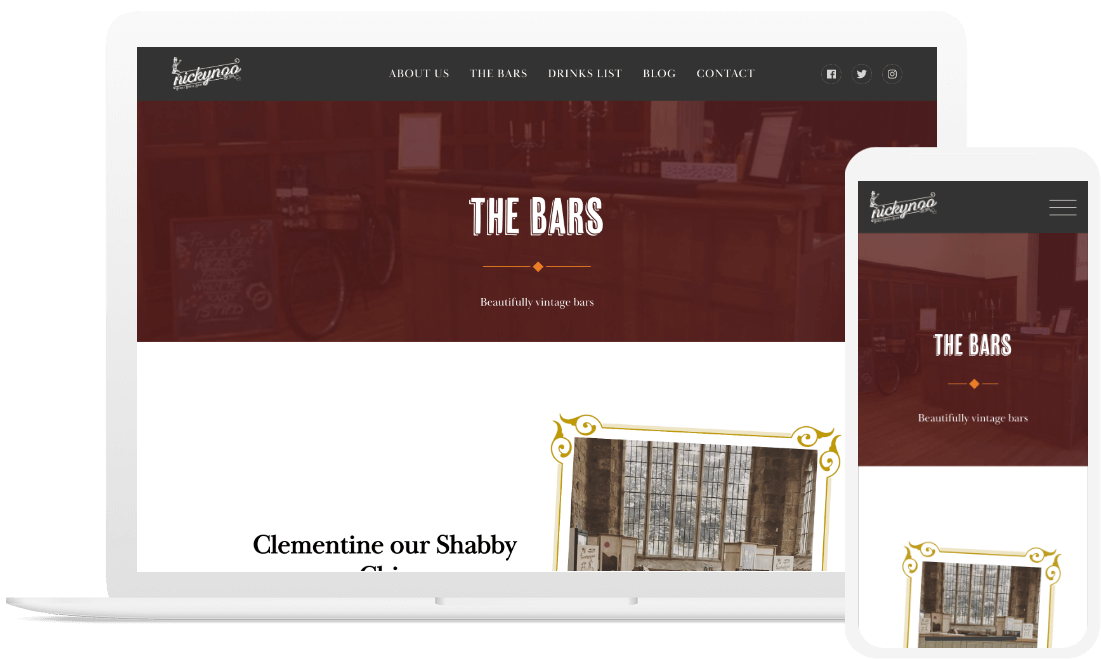 nickynoo
ABOUT US THE BARS DRINKS LIST BLOG CONTACT
THE BARS
Beautifully vintage bars
Clementine our Shabby
nickynoo
THE BARS
Beautifully vintage bars